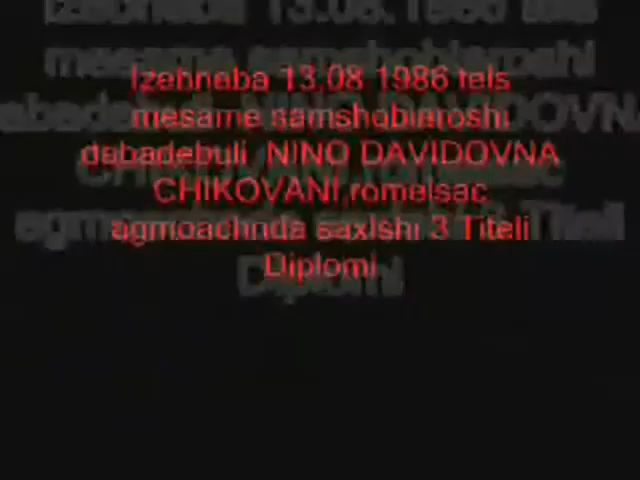 Izebneba 13.08 1986 tels
mesame samshobiaroshi
dabadebuli NINO DAVIDOVNA
CHIKOVANI,romelsac
agmoachnda saxlshi 3 Titeli
Diplomi